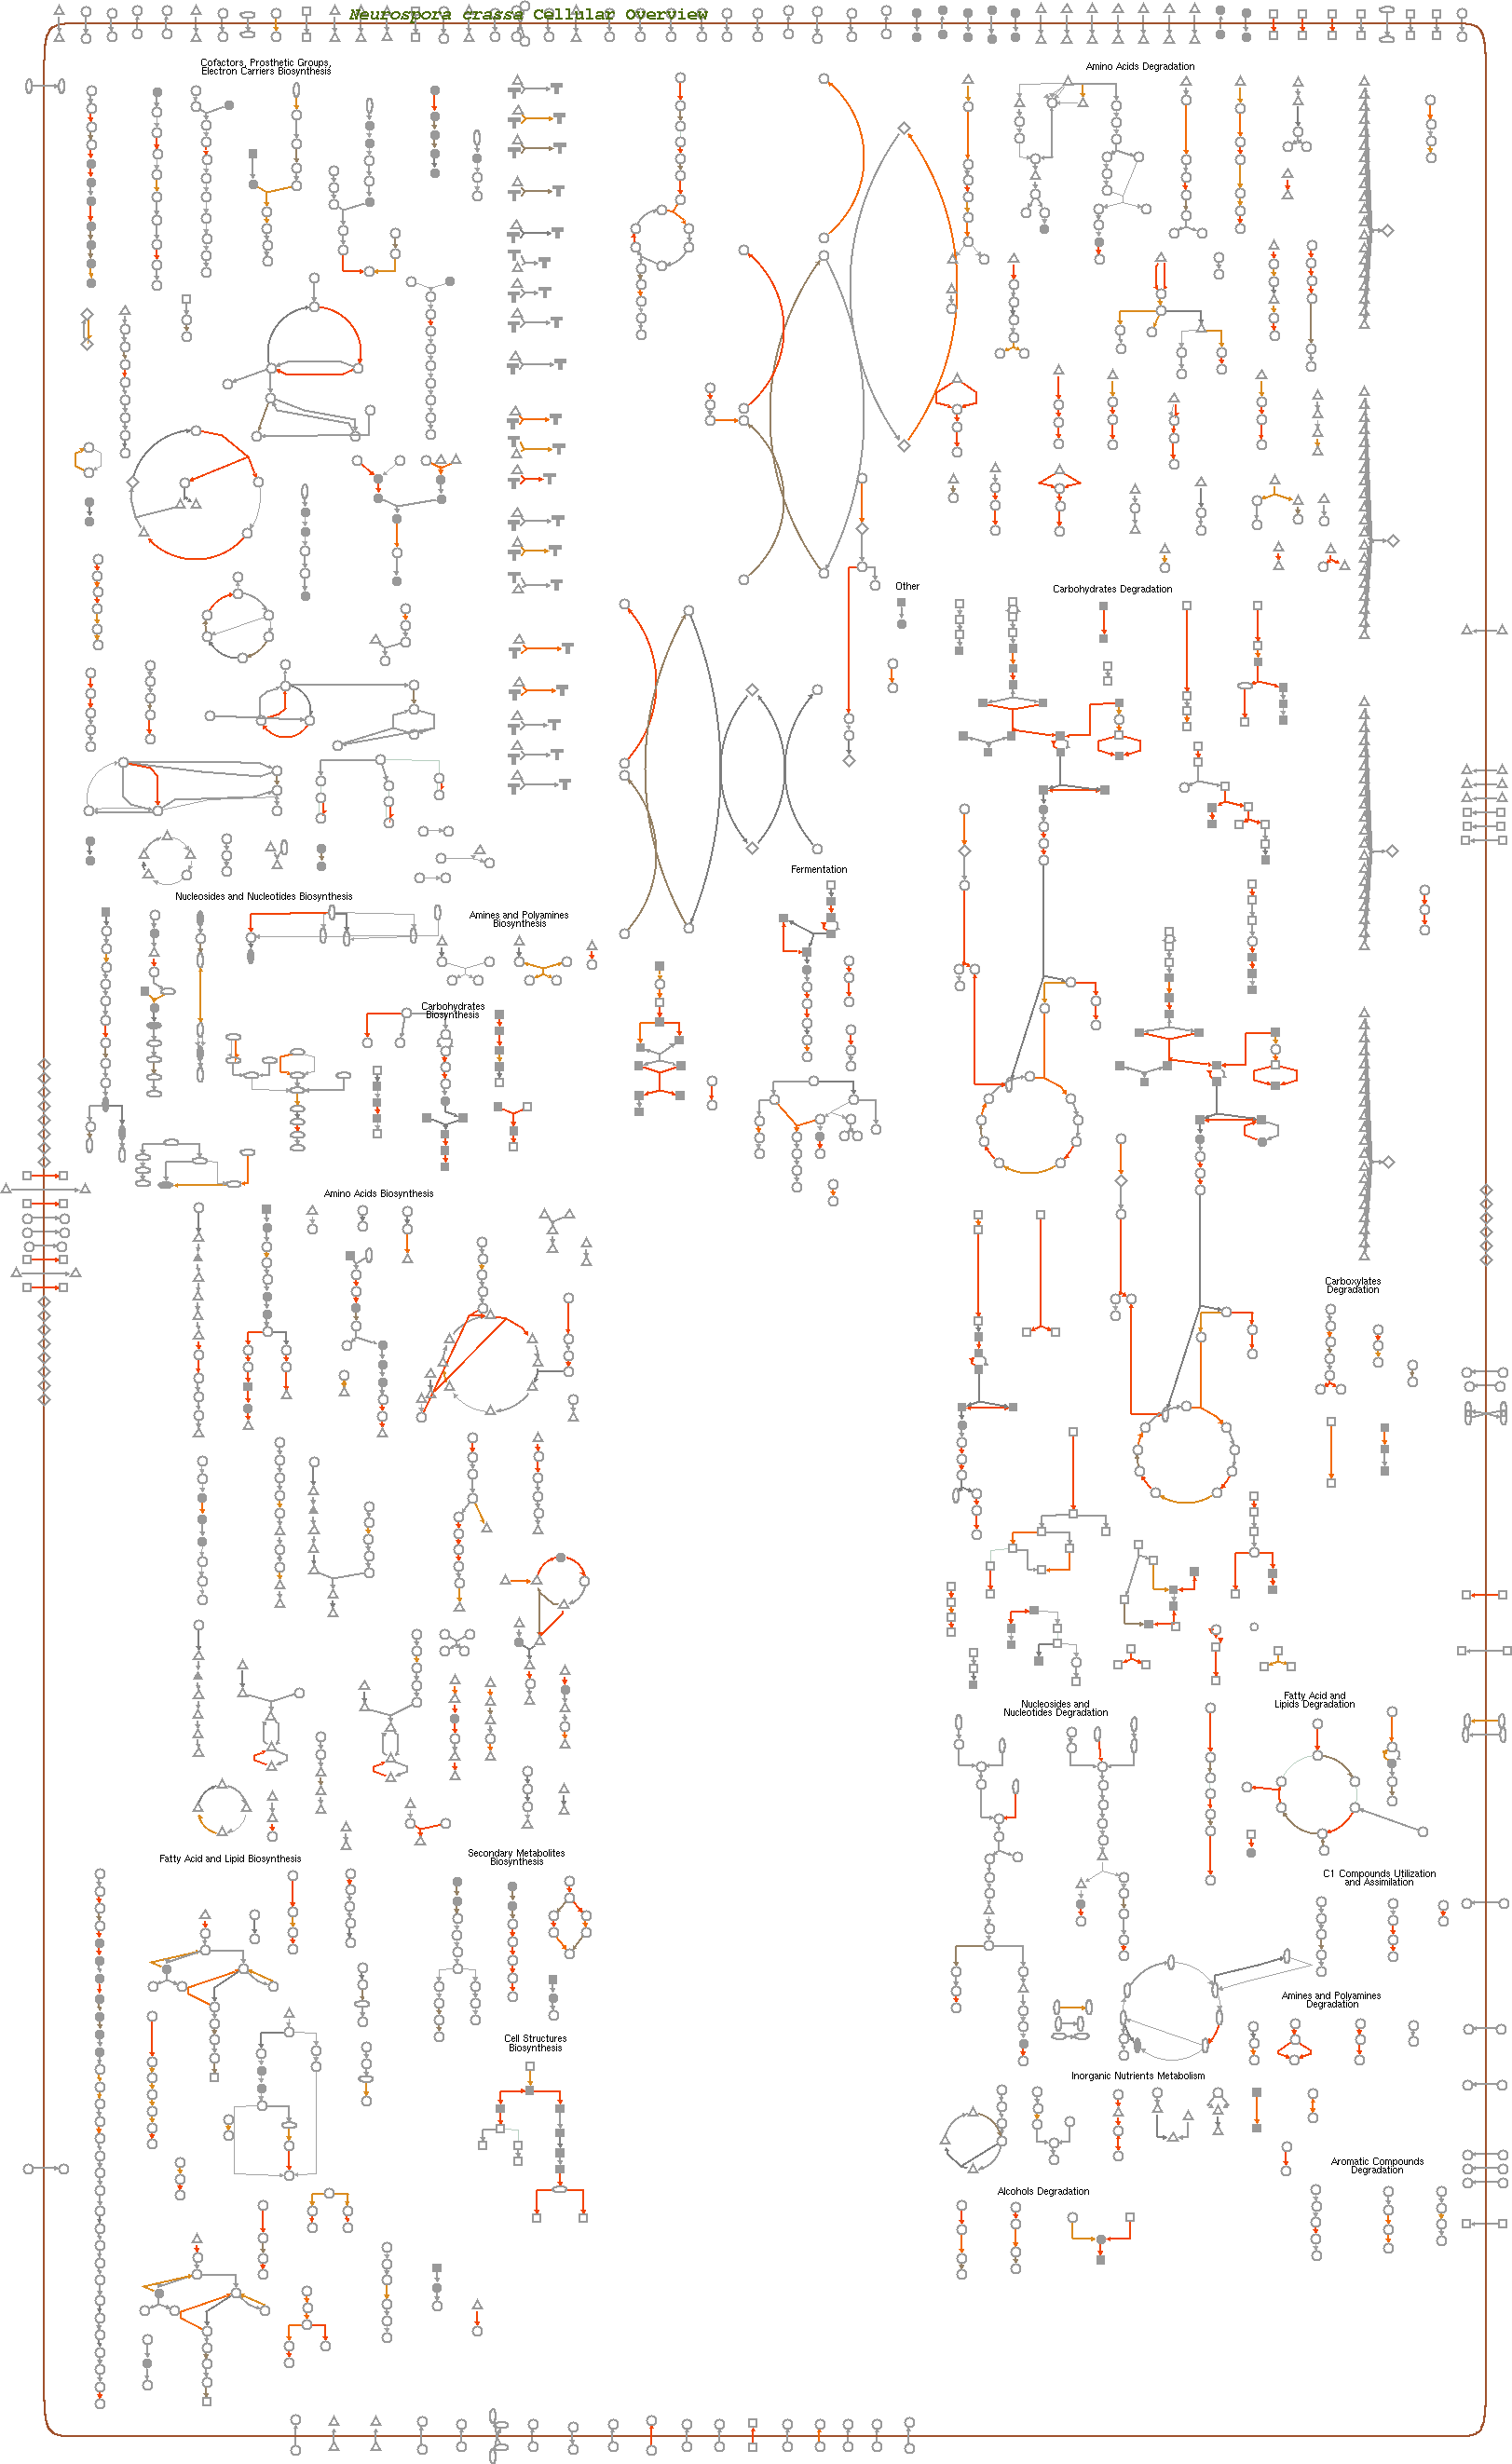 Neurospora crassa Cellular Overview
Cofactors, Prosthetic Groups,
Electron Carriers Biosynthesis
Amino Acids Degradation
Other
Carbohydrates Degradation
Fermentation
Nucleosides and Nucleotides Biosynthesis
Amines and Polyamines
Biosynthesis
Carbohydrates
Biosynthesis
Amino Acids Biosynthesis
Carboxylates
Degradation
Nucleosides and
Nucleotides Degradation
Fatty Acid and
Lipids Degradation
Fatty Acid and Lipid Biosynthesis
Secondary Metabolites
Biosynthesis
C1 Compounds Utilization
and Assimilation
Amines and Polyamines
Degradation
Cell Structures
Biosynthesis
Inorganic Nutrients Metabolism
Aromatic Compounds
Degradation
Alcohols Degradation